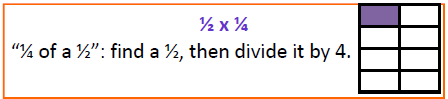 ½ x ¼
“¼ of a ½”: find a ½, then divide it by 4.